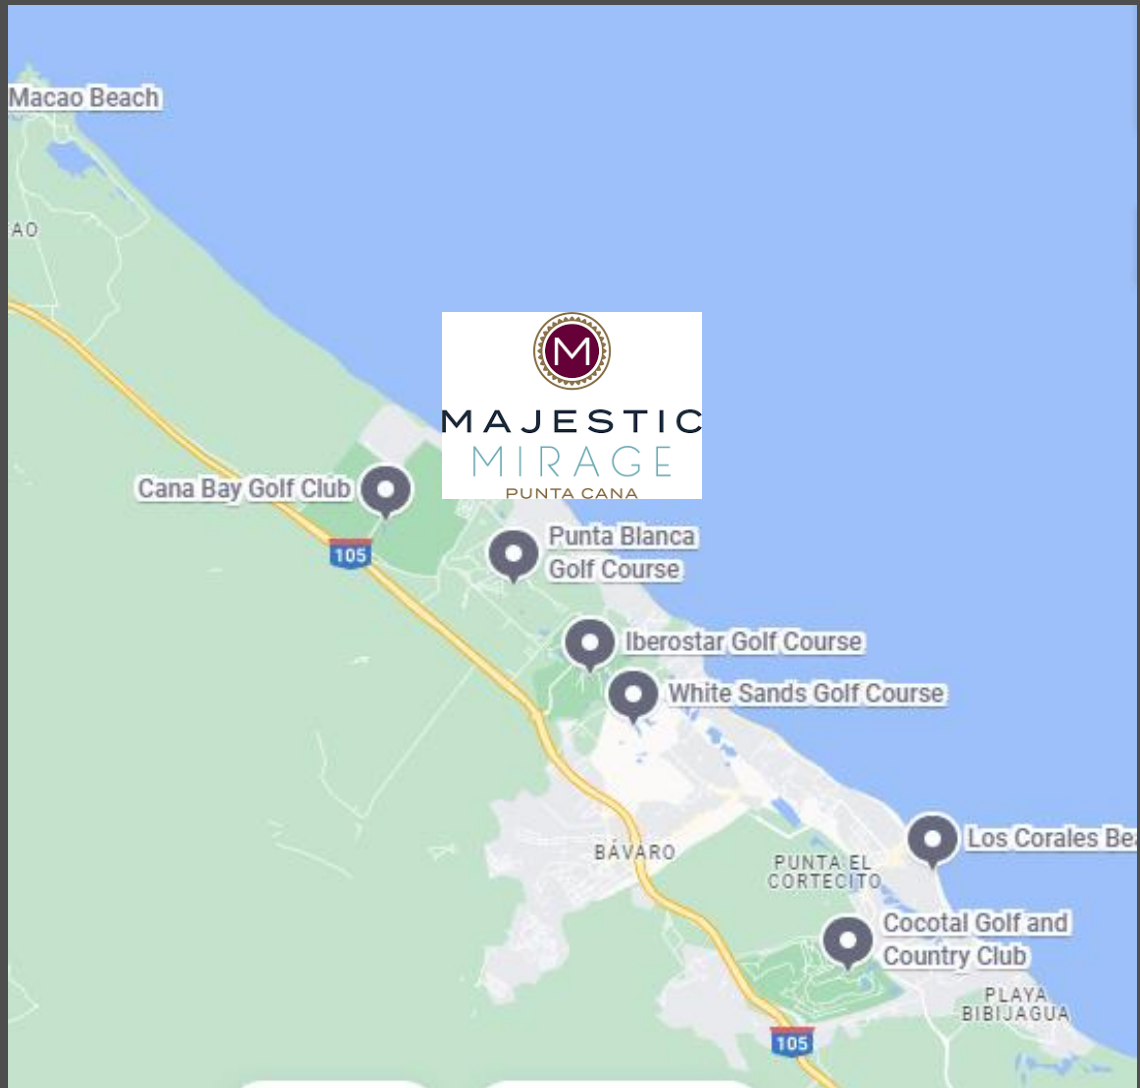 Macao Beach
AO
M
MAJESTIC
MIRAGE
PUNTA CANA
Cana Bay Golf Club
105
Punta Blanca
Golf Course
Iberostar Golf Course
White Sands Golf Course
Los Corales Bea
BÁVARO
PUNTA EL
CORTECITO
Cocotal Golf and
Country Club
PLAYA
BIBIJAGUA
105